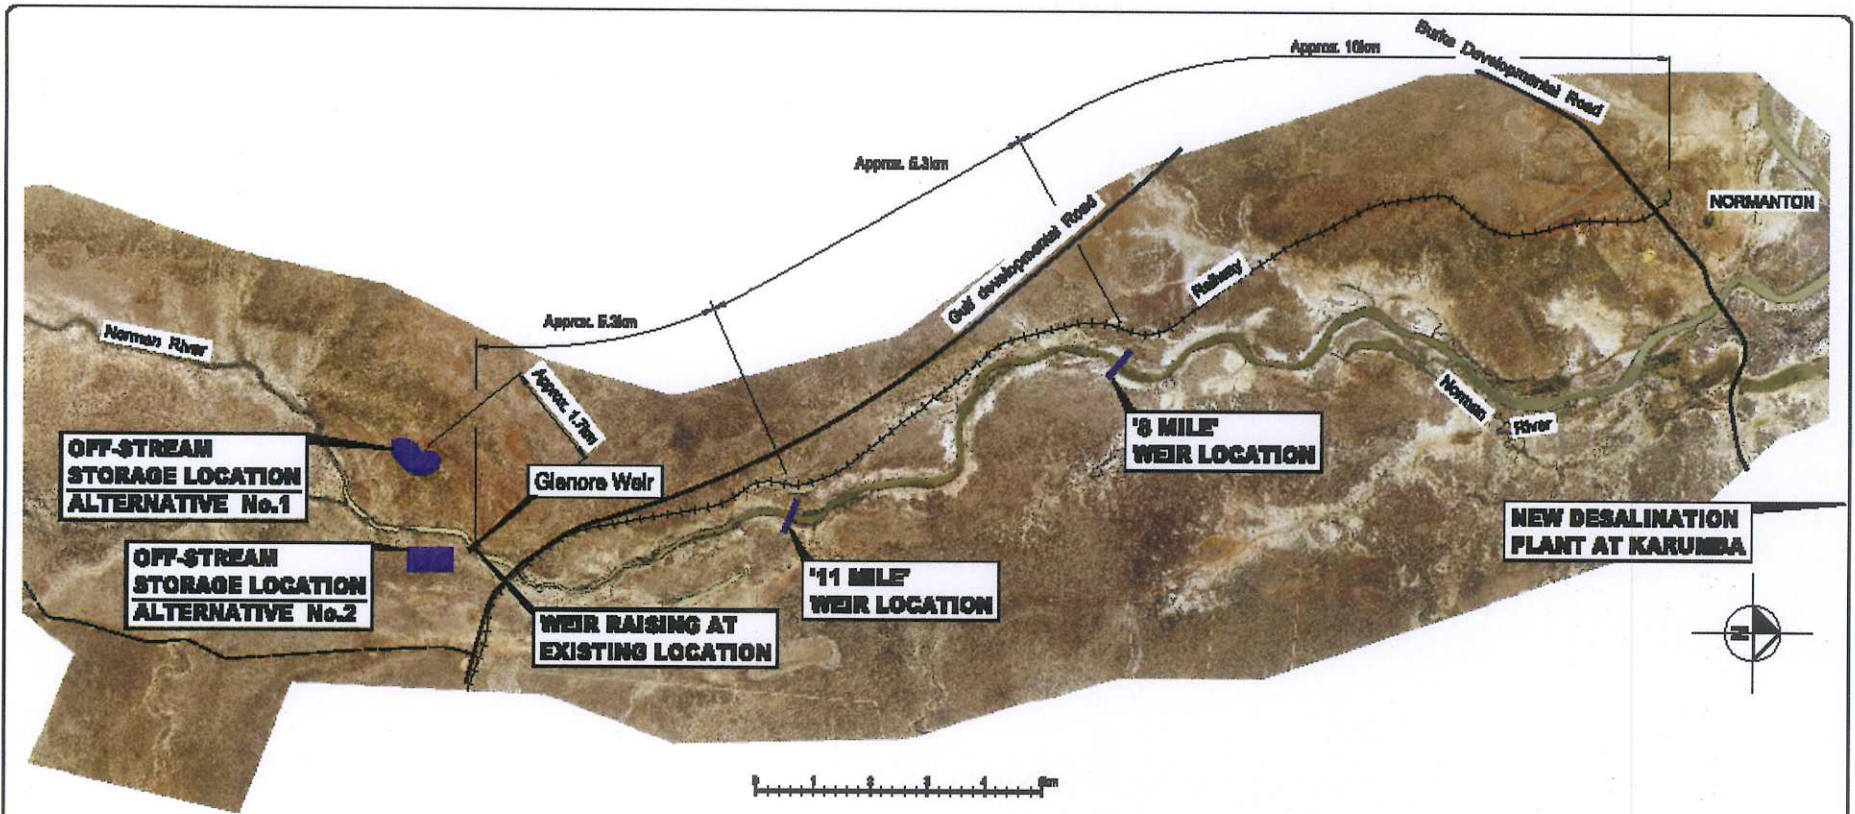 Burke Developmental Road
Approx. 10km
Approx. 5.3km
Gulf developmental Road
NORMANTON
Railway
Approx. 5.3km
Norman River
Approx. 1.7km
OFF-STREAM
STORAGE LOCATION
ALTERNATIVE No.1
Glenore Weir
'8 MILE'
WEIR LOCATION
Norman
River
OFF-STREAM
STORAGE LOCATION
ALTERNATIVE No.2
'11 MILE'
WEIR LOCATION
WEIR RAISING AT
EXISTING LOCATION
NEW DESALINATION
PLANT AT KARUMBA
N
0 1 2 3 4 5km